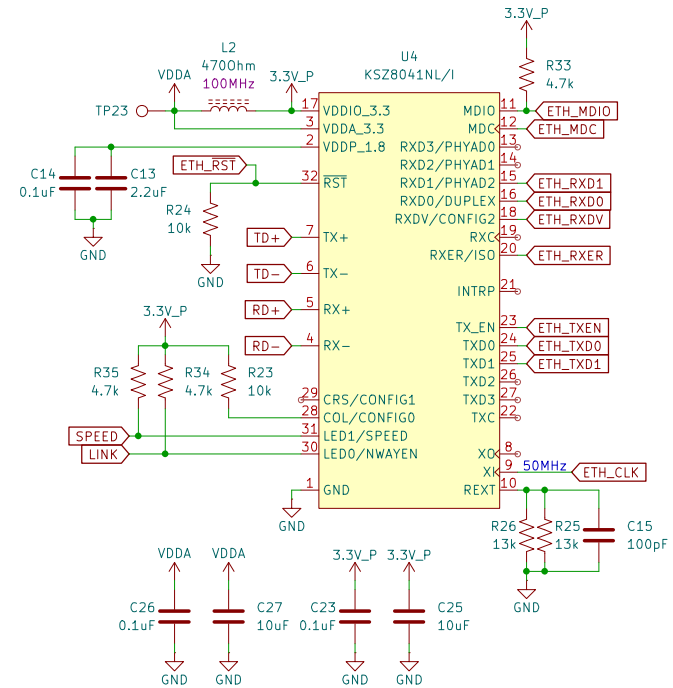 3.3V_P
L2
470Ohm
100MHz
VDDA
3.3V_P
TP23
U4
KSZ8041NL/I
R33
4.7k
17 VDDIO_3.3
3 VDDA_3.3
2 VDDP_1.8
32 RST
7 TX+
6 TX-
5 RX+
4 RX-
29 CRS/CONFIG1
28 COL/CONFIG0
31 LED1/SPEED
30 LED0/NWAYEN
1 GND
MDIO 11 ETH_MDIO
MDC 12 ETH_MDC
RXD3/PHYAD0 13
RXD2/PHYAD1 14
RXD1/PHYAD2 15 ETH_RXD1
RXD0/DUPLEX 16 ETH_RXD0
RXDV/CONFIG2 18 ETH_RXDV
RXC 19
RXER/ISO 20 ETH_RXER
INTRP 21
TX_EN 23 ETH_TXEN
TXD0 24 ETH_TXD0
TXD1 25 ETH_TXD1
TXD2 26
TXD3 27
TXC 22
XO 8
XI 9 50MHz ETH_CLK
REXT 10
C14
0.1uF
C13
2.2uF
GND
ETH_RST
R24
10k
GND
TD+
TD-
RD+
RD-
3.3V_P
R35
4.7k
R34
4.7k
R23
10k
SPEED
LINK
GND
R26
13k
R25
13k
C15
100pF
GND
VDDA
C26
0.1uF
GND
VDDA
C27
10uF
GND
3.3V_P
C23
0.1uF
GND
3.3V_P
C25
10uF
GND